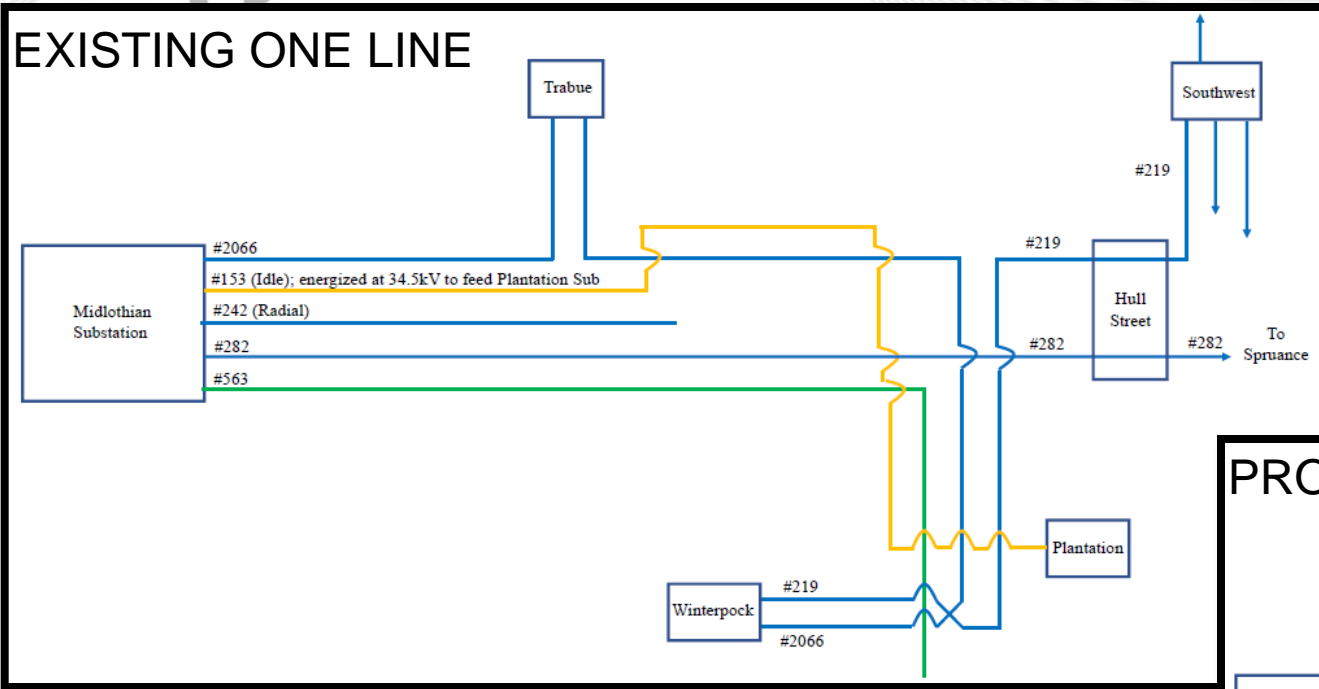 EXISTING ONE LINE
Trabue
Southwest
#219
#2066
#219
#153 (Idle); energized at 34.5kV to feed Plantation Sub
Midlothian
Substation
#242 (Radial)
Hull
Street
#282
#282
#282
To
Spruance
#563
PRO
Plantation
#219
Winterpock
#2066